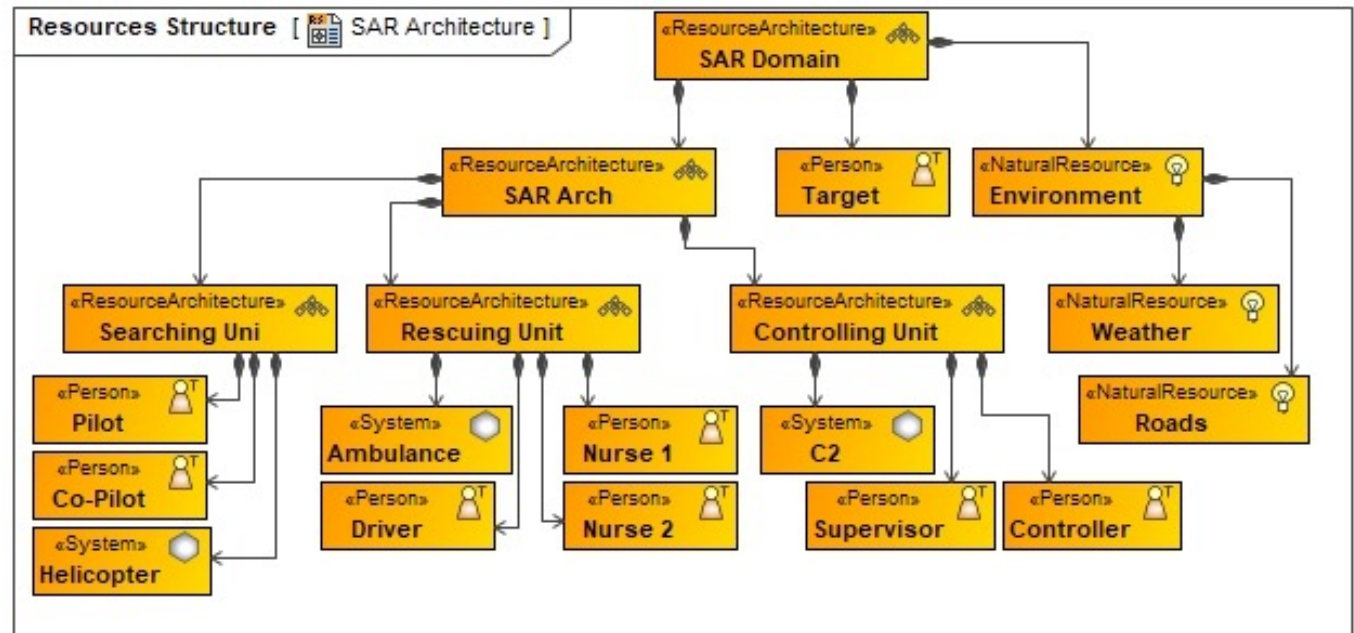 Resources Structure [ SAR Architecture ]
«ResourceArchitecture»
SAR Domain
«ResourceArchitecture»
SAR Arch
«Person»
Target
«NaturalResource»
Environment
«ResourceArchitecture»
Searching Uni
«ResourceArchitecture»
Rescuing Unit
«ResourceArchitecture»
Controlling Unit
«NaturalResource»
Weather
«Person»
Pilot
«System»
Ambulance
«Person»
Nurse 1
«System»
C2
«NaturalResource»
Roads
«Person»
Co-Pilot
«Person»
Driver
«Person»
Nurse 2
«Person»
Supervisor
«Person»
Controller
«System»
Helicopter